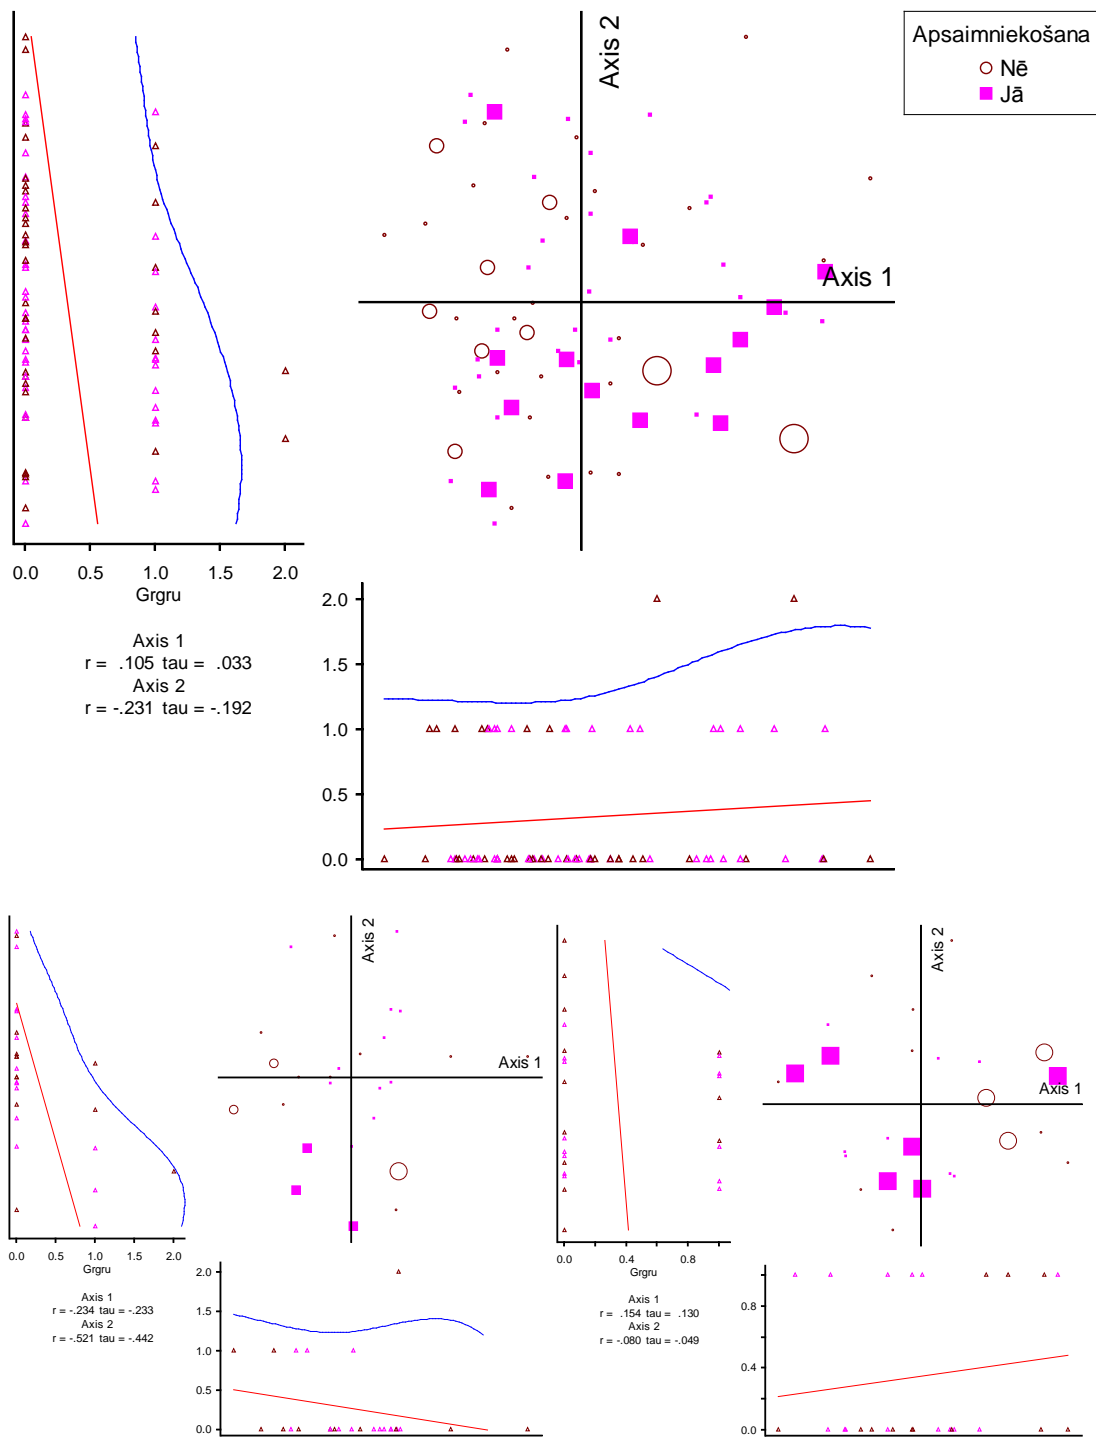 Axis 2
Apsaimniekošana
Nē
Jā
Axis 1
0.0 0.5 1.0 2.0
Grgru
Axis 1
r = .105 tau = .033
Axis 2
r = -.231 tau = -.192
2.0
1.5
1.0
0.5
0.0
Axis 2
Axis 1
0.0 0.5 1.0 2.0
Grgru
Axis 1
r = -.234 tau = -.233
Axis 2
r = -.521 tau = -.442
2.0
1.5
1.0
0.5
0.0
Axis 2
Axis 1
0.0 0.4 0.8
Grgru
Axis 1
r = .154 tau = .130
Axis 2
r = -.080 tau = -.049
0.8
0.4
0.0